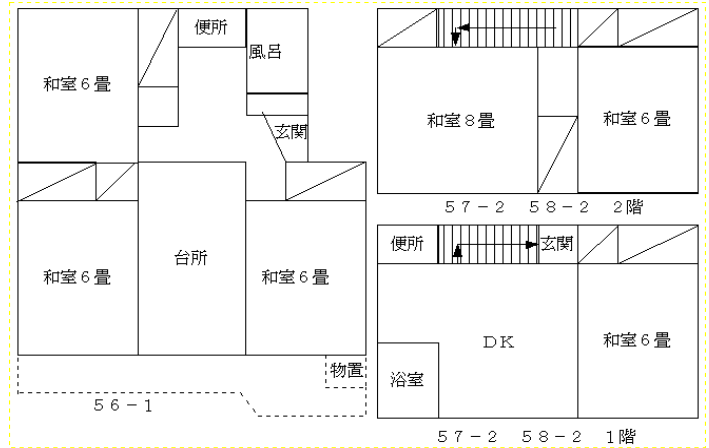 便所
風呂
和室６畳
玄関
和室６畳
台所
和室６畳
物置
５６－１
和室８畳
和室６畳
５７－２　５８－２　２階
便所
玄関
和室６畳
ＤＫ
浴室
５７－２　５８－２　１階